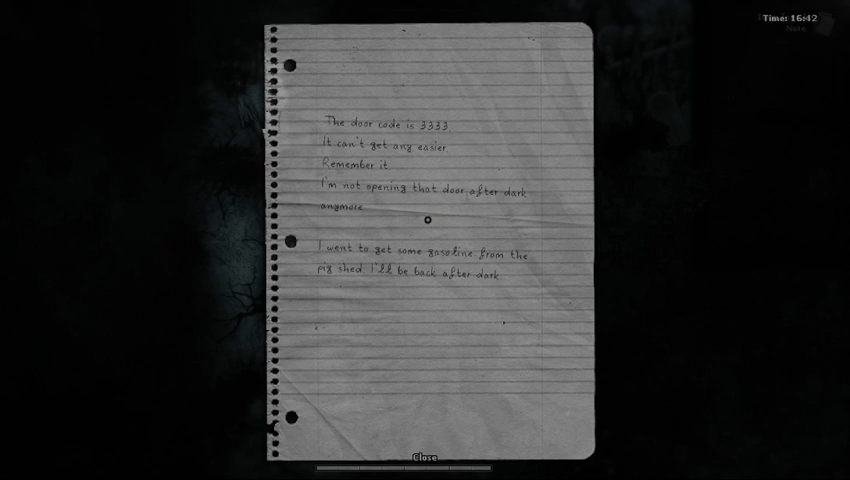 Time: 16:42
Note
The door code is 3333
It can't get any easier
Remember it
I'm not opening that door after dark
anymore
I went to get some gasoline from the
pig shed. I'll be back after dark.
Close